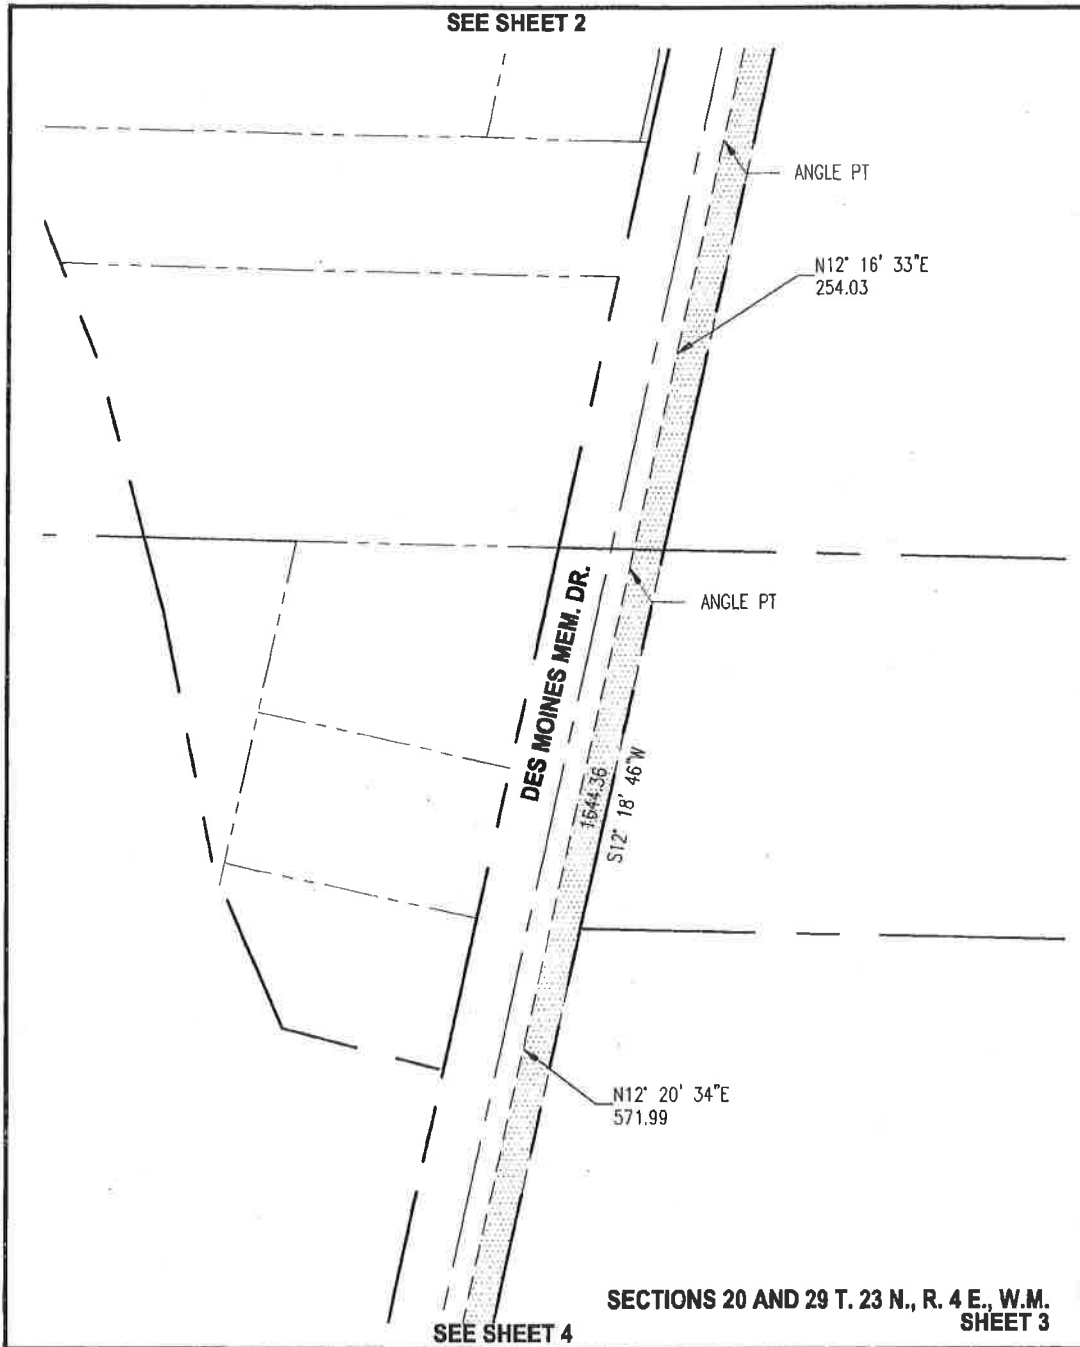 SEE SHEET 2
ANGLE PT
N12° 16' 33"E
254.03
ANGLE PT
DES MOINES MEM. DR.
1644.36
S12° 18' 46"W
N12° 20' 34"E
571.99
SECTIONS 20 AND 29 T. 23 N., R. 4 E., W.M.
SHEET 3
SEE SHEET 4